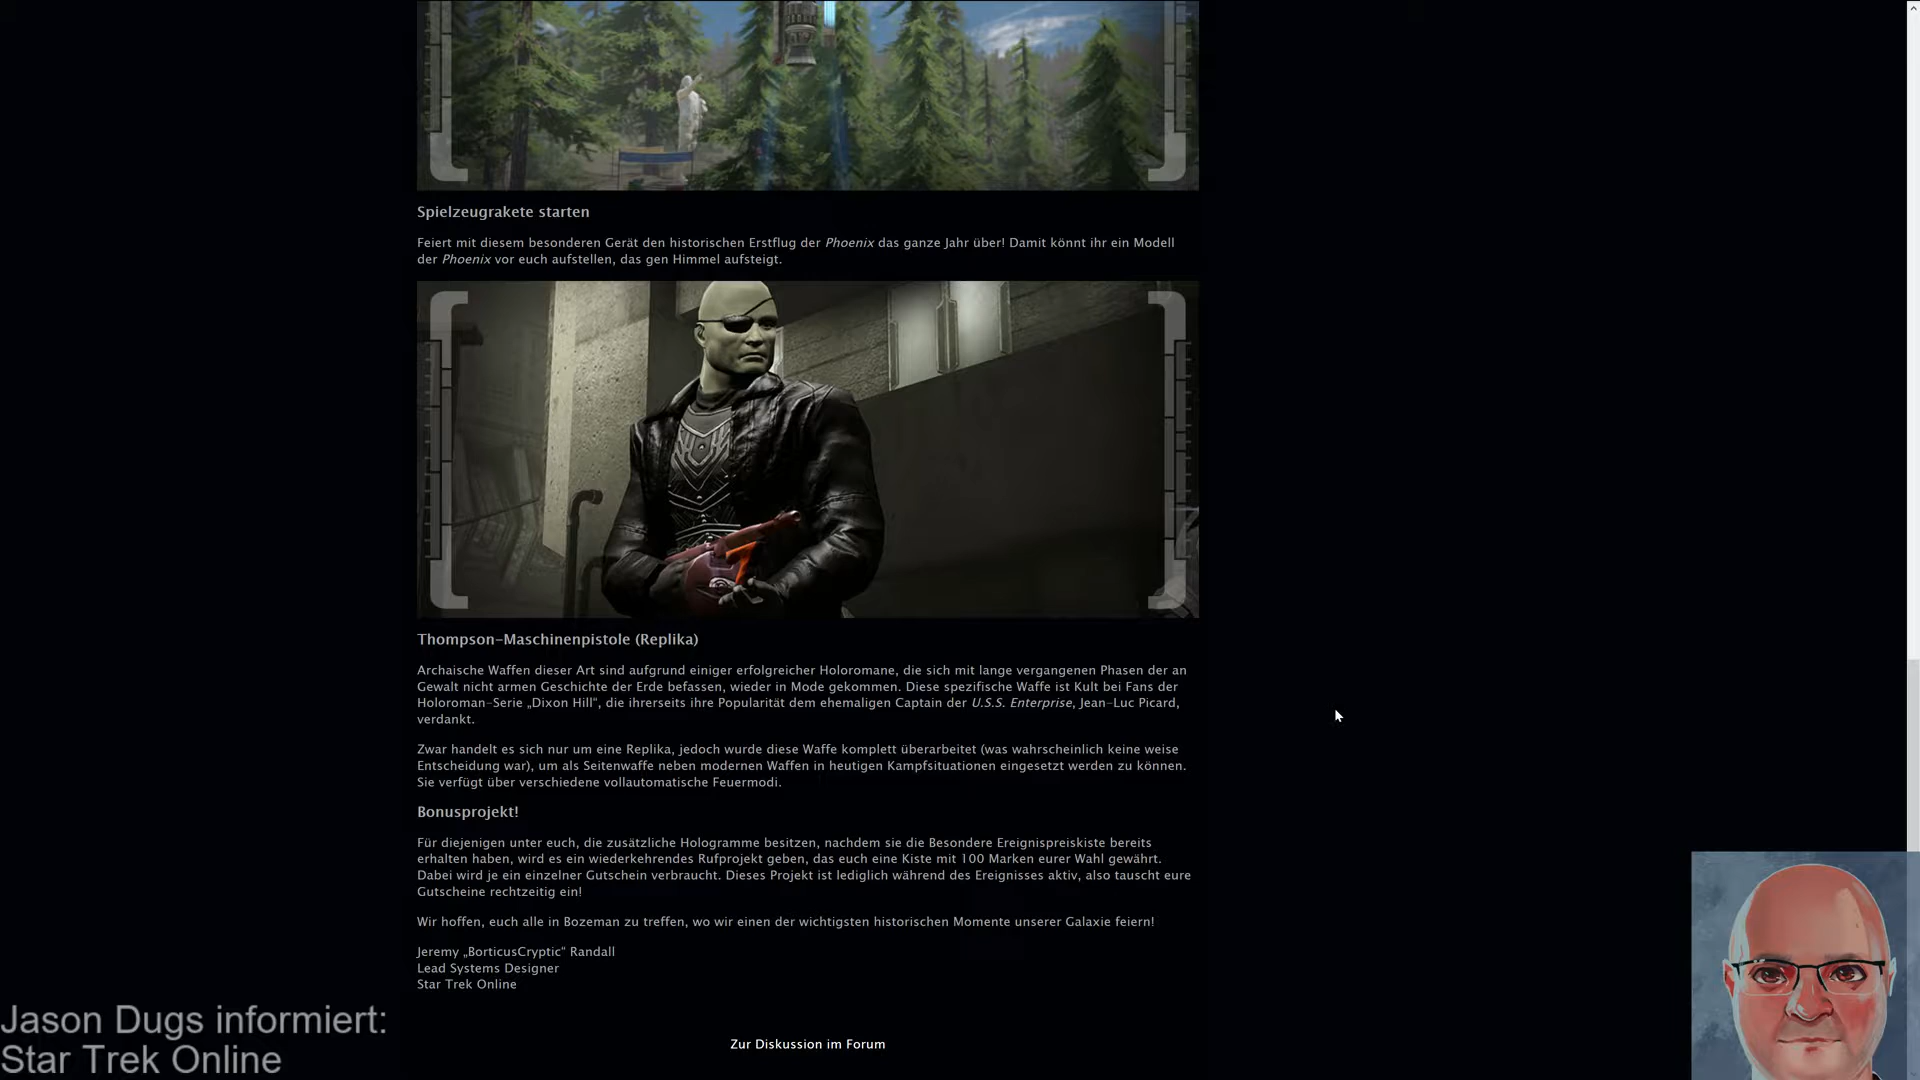 Spielzeugrakete starten
Feiert mit diesem besonderen Gerät den historischen Erstflug der Phoenix das ganze Jahr über! Damit könnt ihr ein Modell
der Phoenix vor euch aufstellen, das gen Himmel aufsteigt.
Thompson-Maschinenpistole (Replika)
Archaische Waffen dieser Art sind aufgrund einiger erfolgreicher Holoromane, die sich mit lange vergangenen Phasen der an
Gewalt nicht armen Geschichte der Erde befassen, wieder in Mode gekommen. Diese spezifische Waffe ist Kult bei Fans der
Holoroman-Serie „Dixon Hill“, die ihrerseits ihre Popularität dem ehemaligen Captain der U.S.S. Enterprise, Jean-Luc Picard,
verdankt.
Zwar handelt es sich nur um eine Replika, jedoch wurde diese Waffe komplett überarbeitet (was wahrscheinlich keine weise
Entscheidung war), um als Seitenwaffe neben modernen Waffen in heutigen Kampfsituationen eingesetzt werden zu können.
Sie verfügt über verschiedene vollautomatische Feuermodi.
Bonusprojekt!
Für diejenigen unter euch, die zusätzliche Hologramme besitzen, nachdem sie die Besondere Ereignispreiskiste bereits
erhalten haben, wird es ein wiederkehrendes Rufprojekt geben, das euch eine Kiste mit 100 Marken eurer Wahl gewährt.
Dabei wird je ein einzelner Gutschein verbraucht. Dieses Projekt ist lediglich während des Ereignisses aktiv, also tauscht eure
Gutscheine rechtzeitig ein!
Wir hoffen, euch alle in Bozeman zu treffen, wo wir einen der wichtigsten historischen Momente unserer Galaxie feiern!
Jeremy „BorticusCryptic“ Randall
Lead Systems Designer
Star Trek Online
Zur Diskussion im Forum
Jason Dugs informiert:
Star Trek Online